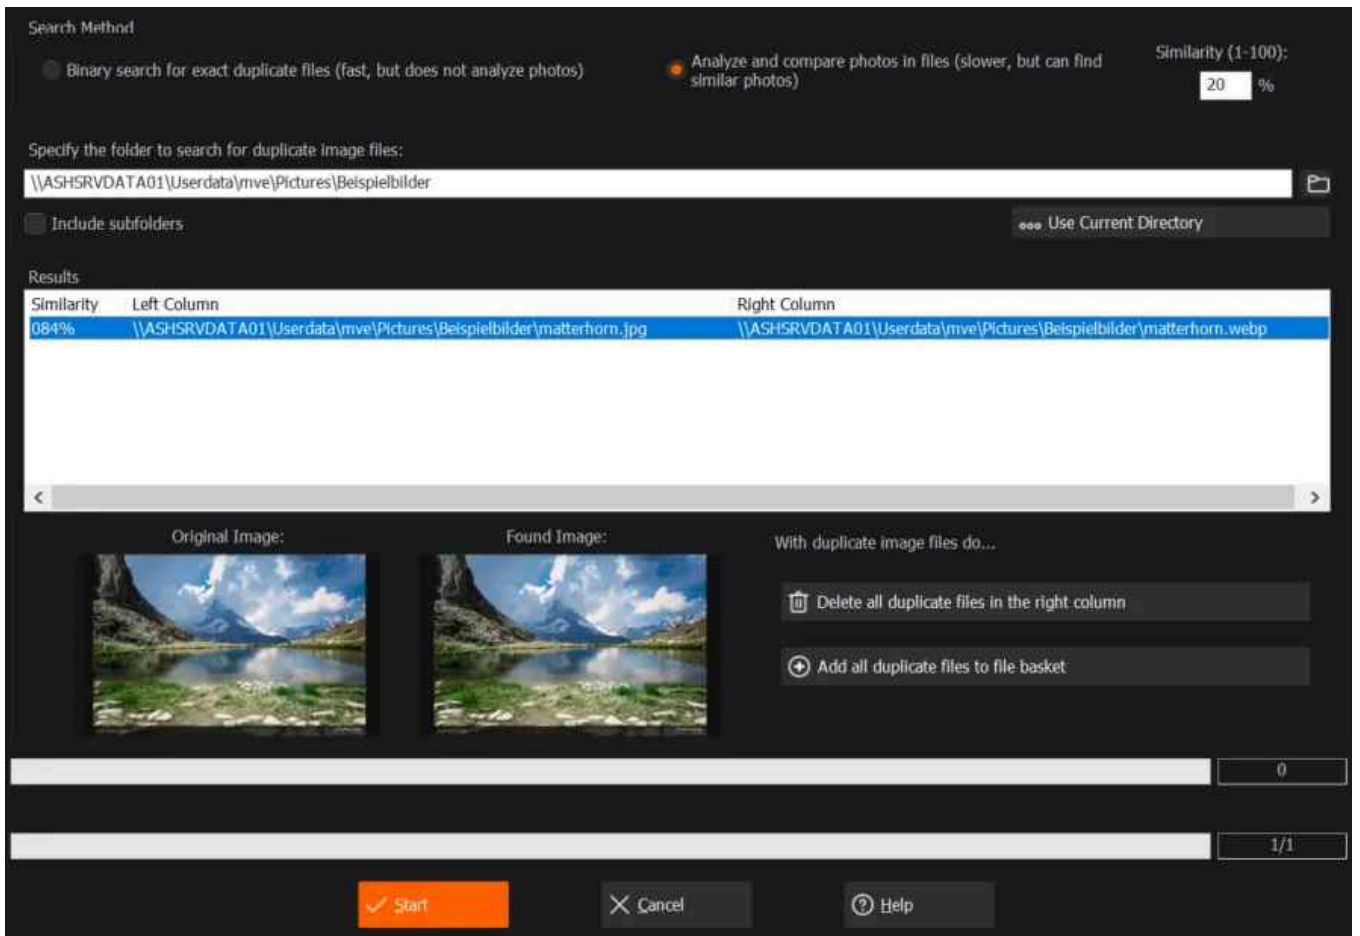 Search Method
Binary search for exact duplicate files (fast, but does not analyze photos)
Analyze and compare photos in files (slower, but can find
similar photos)
Similarity (1-100):
20 %
Specify the folder to search for duplicate image files:
\\ASHSRVDATA01\Userdata\mve\Pictures\Beispielbilder
Include subfolders
Use Current Directory
Results
Similarity Left Column Right Column
084% \\ASHSRVDATA01\Userdata\mve\Pictures\Beispielbilder\matterhorn.jpg \\ASHSRVDATA01\Userdata\mve\Pictures\Beispielbilder\matterhorn.webp
Original Image:
Found Image:
With duplicate image files do...
Delete all duplicate files in the right column
Add all duplicate files to file basket
0
1/1
Start
Cancel
Help